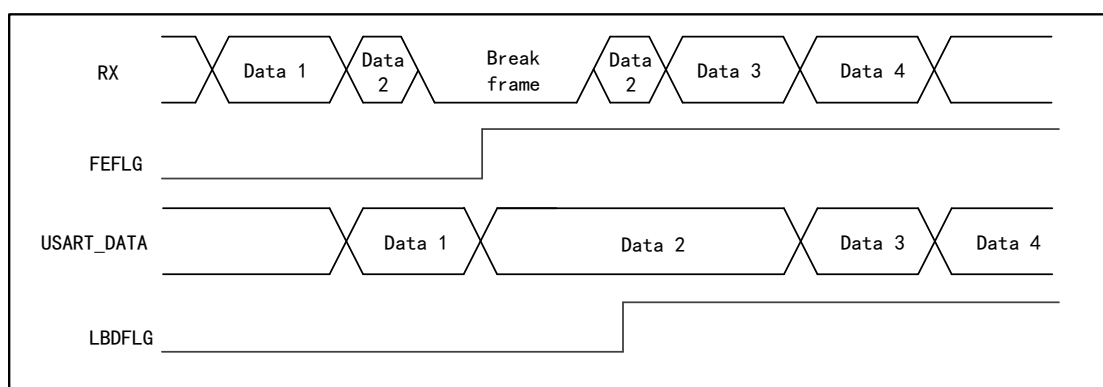 RX
Data 1
Data
2
Break
frame
Data
2
Data 3
Data 4
FEFLG
USART_DATA
Data 1
Data 2
Data 3
Data 4
LBDFLG